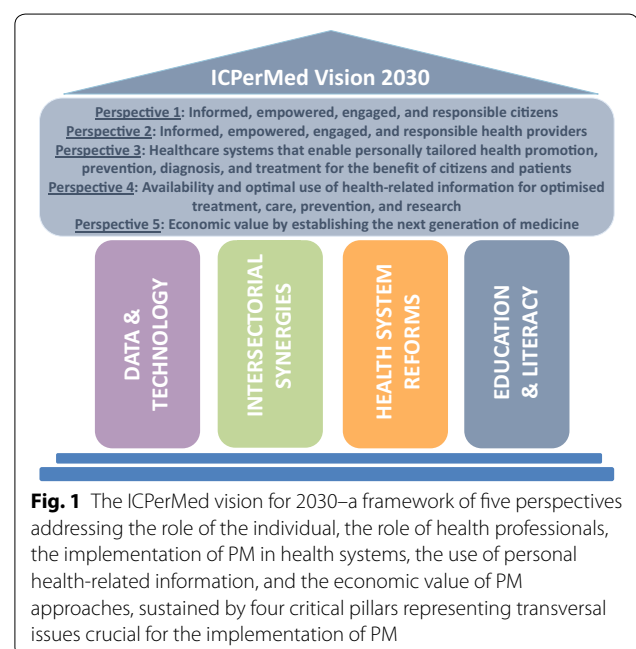 ICPerMed Vision 2030
Perspective 1: Informed, empowered, engaged, and responsible citizens
Perspective 2: Informed, empowered, engaged, and responsible health providers
Perspective 3: Healthcare systems that enable personally tailored health promotion,
prevention, diagnosis, and treatment for the benefit of citizens and patients
Perspective 4: Availability and optimal use of health-related information for optimised
treatment, care, prevention, and research
Perspective 5: Economic value by establishing the next generation of medicine
DATA &
TECHNOLOGY
INTERSECTORIAL
SYNERGIES
HEALTH SYSTEM
REFORMS
EDUCATION
& LITERACY
Fig. 1 The ICPerMed vision for 2030–a framework of five perspectives
addressing the role of the individual, the role of health professionals,
the implementation of PM in health systems, the use of personal
health-related information, and the economic value of PM
approaches, sustained by four critical pillars representing transversal
issues crucial for the implementation of PM